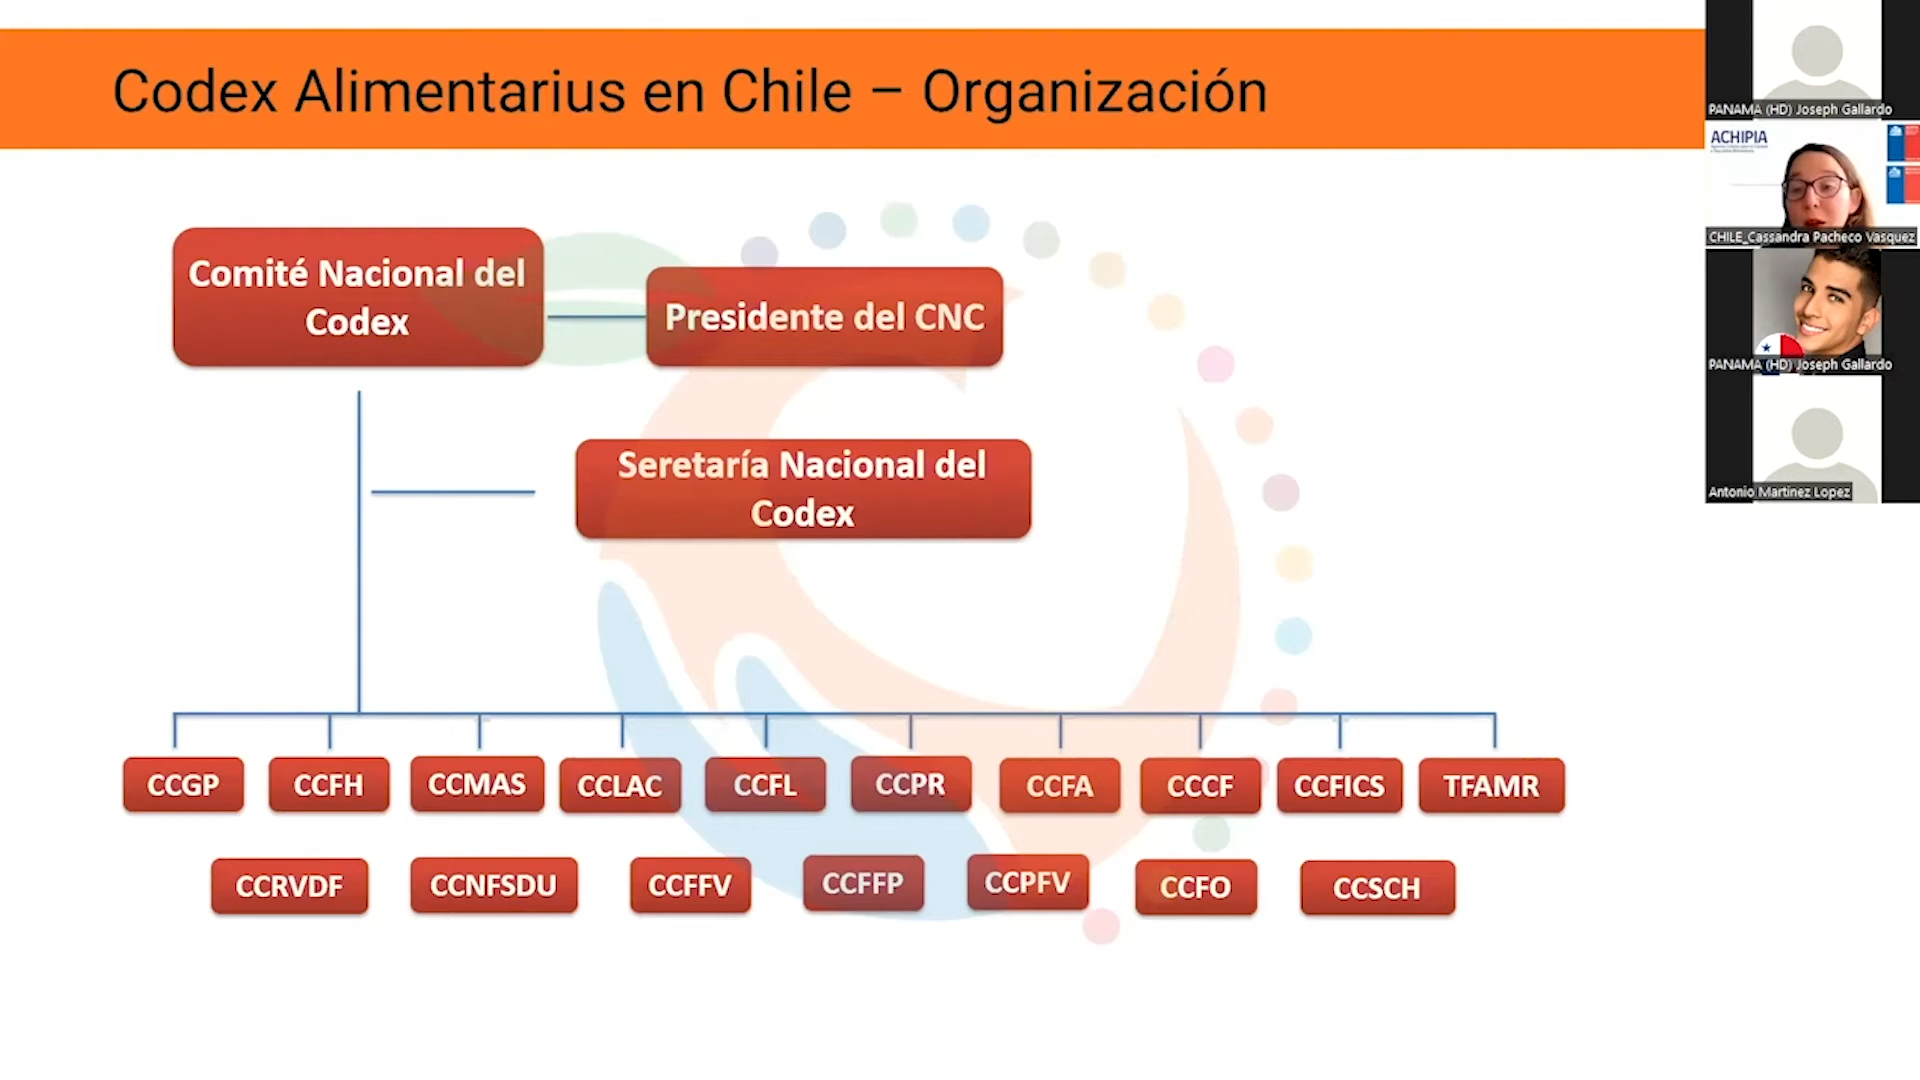 Codex Alimentarius en Chile – Organización
Comité Nacional del
Codex
Presidente del CNC
Seretaría Nacional del
Codex
CCGP
CCFH
CCMAS
CCLAC
CCFL
CCPR
CCFA
CCCF
CCFICS
TFAMR
CCRVDF
CCNFSDU
CCFFV
CCFFP
CCPFV
CCFO
CCSCH
PANAMA (HD) Joseph Gallardo
ACHIPIA
CHILE_Cassandra Pacheco Vasquez
PANAMA (HD) Joseph Gallardo
Antonio Martinez Lopez